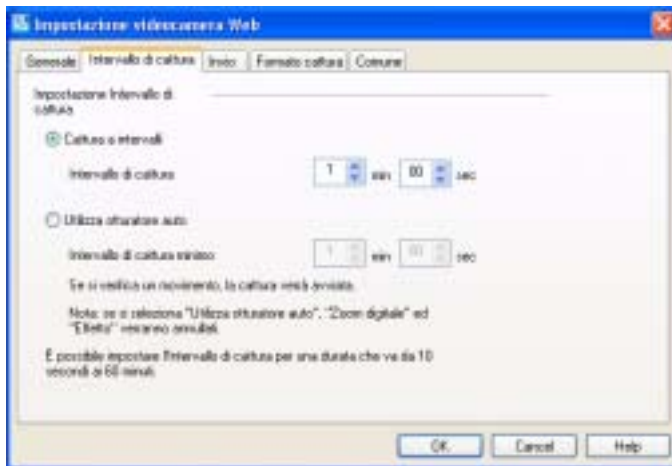 Impostazione videocamera Web
Generale Intervallo di cattura Invio Formato cattura Comune
Impostazione Intervallo di
cattura
Cattura a intervalli
Intervallo di cattura 1 min 00 sec
Utilizza otturatore auto
Intervallo di cattura minimo 1 min 00 sec
Se si verifica un movimento, la cattura verrà avviata.
Nota: se si seleziona "Utilizza otturatore auto", "Zoom digitale" ed
"Effetto" verranno annullati.
È possibile impostare l'intervallo di cattura per una durata che va da 10
secondi ai 60 minuti.
OK Cancel Help